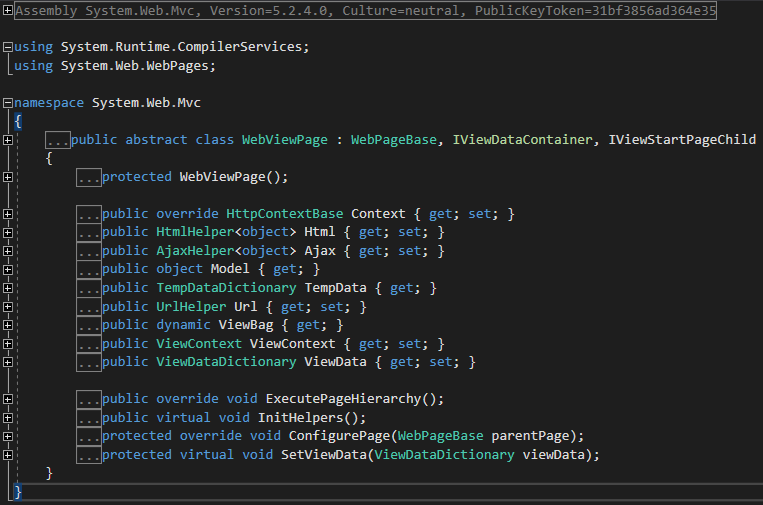 Assembly System.Web.Mvc, Version=5.2.4.0, Culture=neutral, PublicKeyToken=31bf3856ad364e35
using System.Runtime.CompilerServices;
using System.Web.WebPages;
namespace System.Web.Mvc
{
...public abstract class WebViewPage : WebPageBase, IViewDataContainer, IViewStartPageChild
{
...protected WebViewPage();
...public override HttpContextBase Context { get; set; }
...public HtmlHelper<object> Html { get; set; }
...public AjaxHelper<object> Ajax { get; set; }
...public object Model { get; }
...public TempDataDictionary TempData { get; }
...public UrlHelper Url { get; set; }
...public dynamic ViewBag { get; }
...public ViewContext ViewContext { get; set; }
...public ViewDataDictionary ViewData { get; set; }
...public override void ExecutePageHierarchy();
...public virtual void InitHelpers();
...protected override void ConfigurePage(WebPageBase parentPage);
...protected virtual void SetViewData(ViewDataDictionary viewData);
}
}